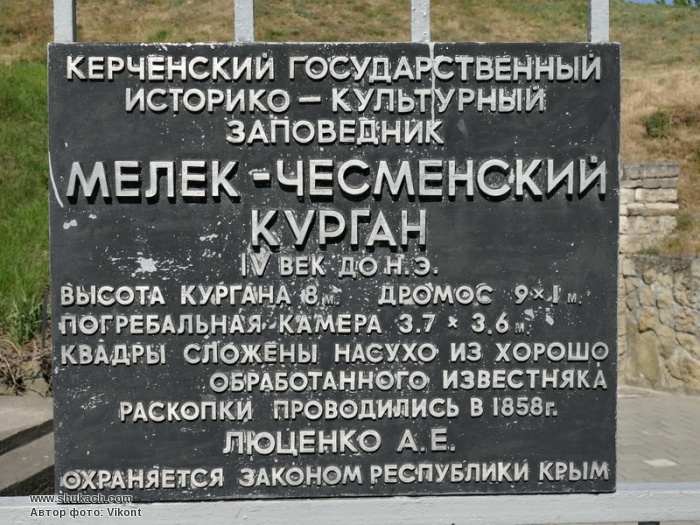 КЕРЧЕНСКИЙ ГОСУДАРСТВЕННЫЙ
ИСТОРИКО – КУЛЬТУРНЫЙ
ЗАПОВЕДНИК
МЕЛЕК - ЧЕСМЕНСКИЙ
КУРГАН
IV ВЕК ДО Н.Э.
ВЫСОТА КУРГАНА 8 М. ДРОМОС 9 × 1 М.
ПОГРЕБАЛЬНАЯ КАМЕРА 3.7 × 3.6 М.
КВАДРЫ СЛОЖЕНЫ НАСУХО ИЗ ХОРОШО
ОБРАБОТАННОГО ИЗВЕСТНЯКА
РАСКОПКИ ПРОВОДИЛИСЬ В 1858г.
ЛЮЦЕНКО А.Е.
ОХРАНЯЕТСЯ ЗАКОНОМ РЕСПУБЛИКИ КРЫМ
www.shukach.com
Автор фото: Vikont